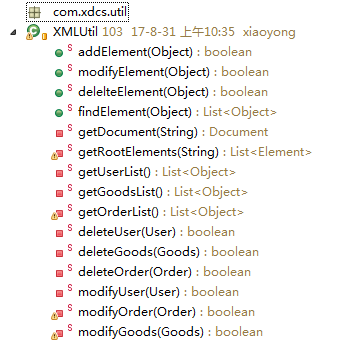 com.xdcs.util
XMLUtil 103 17-8-31 上午10:35 xiaoyong
addElement(Object) : boolean
modifyElement(Object) : boolean
delelteElement(Object) : boolean
findElement(Object) : List<Object>
getDocument(String) : Document
getRootElements(String) : List<Element>
getUserList() : List<Object>
getGoodsList() : List<Object>
getOrderList() : List<Object>
deleteUser(User) : boolean
deleteGoods(Goods) : boolean
deleteOrder(Order) : boolean
modifyUser(User) : boolean
modifyOrder(Order) : boolean
modifyGoods(Goods) : boolean